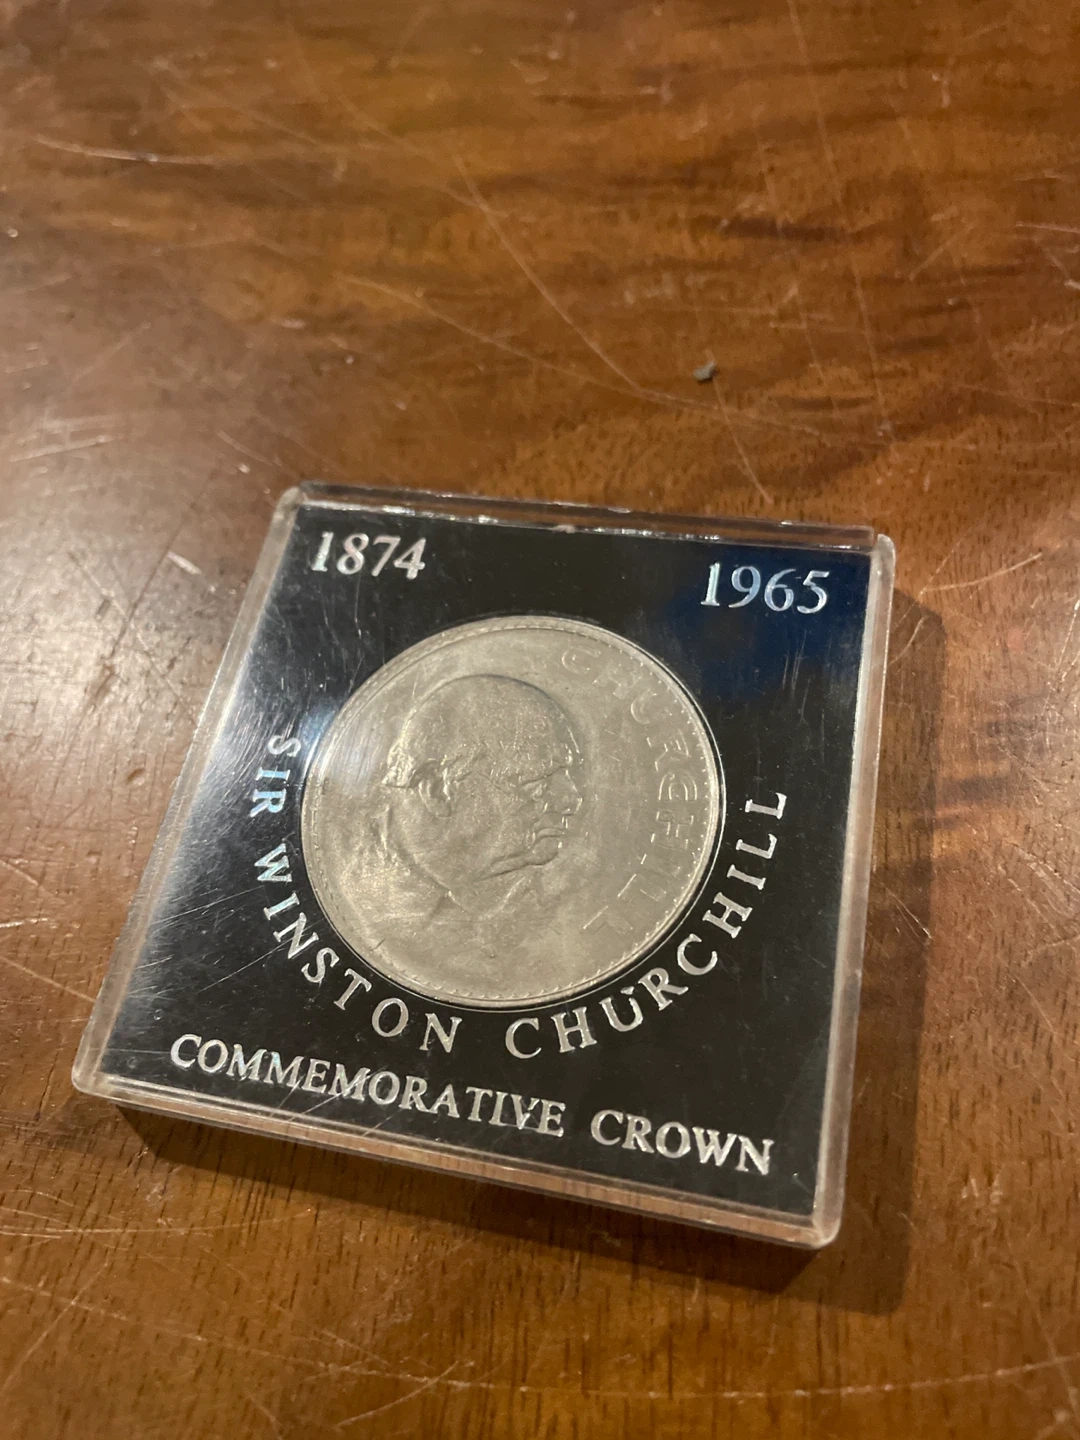 1874
1965
CHURCHILL
SIR WINSTON CHURCHILL
COMMEMORATIVE CROWN